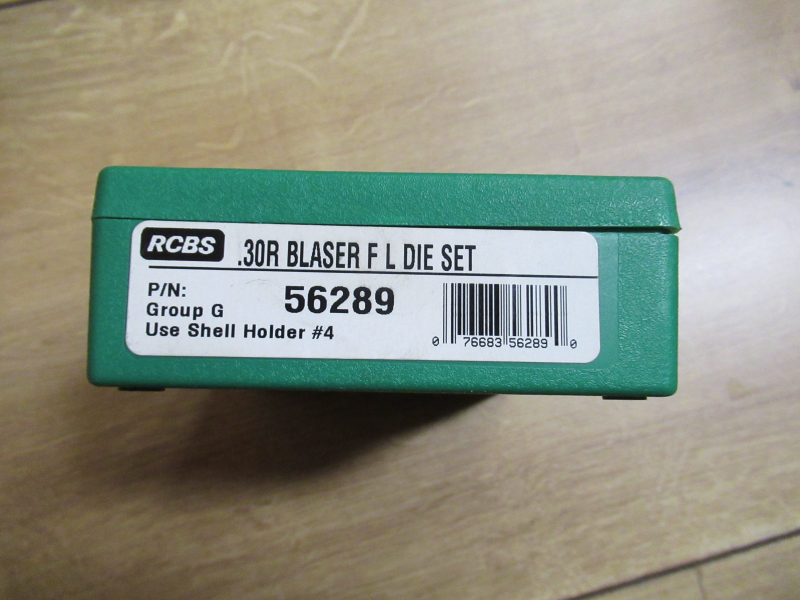 RCBS .30R BLASER F L DIE SET
P/N: 56289
Group G
Use Shell Holder #4
0 76683 56289 0